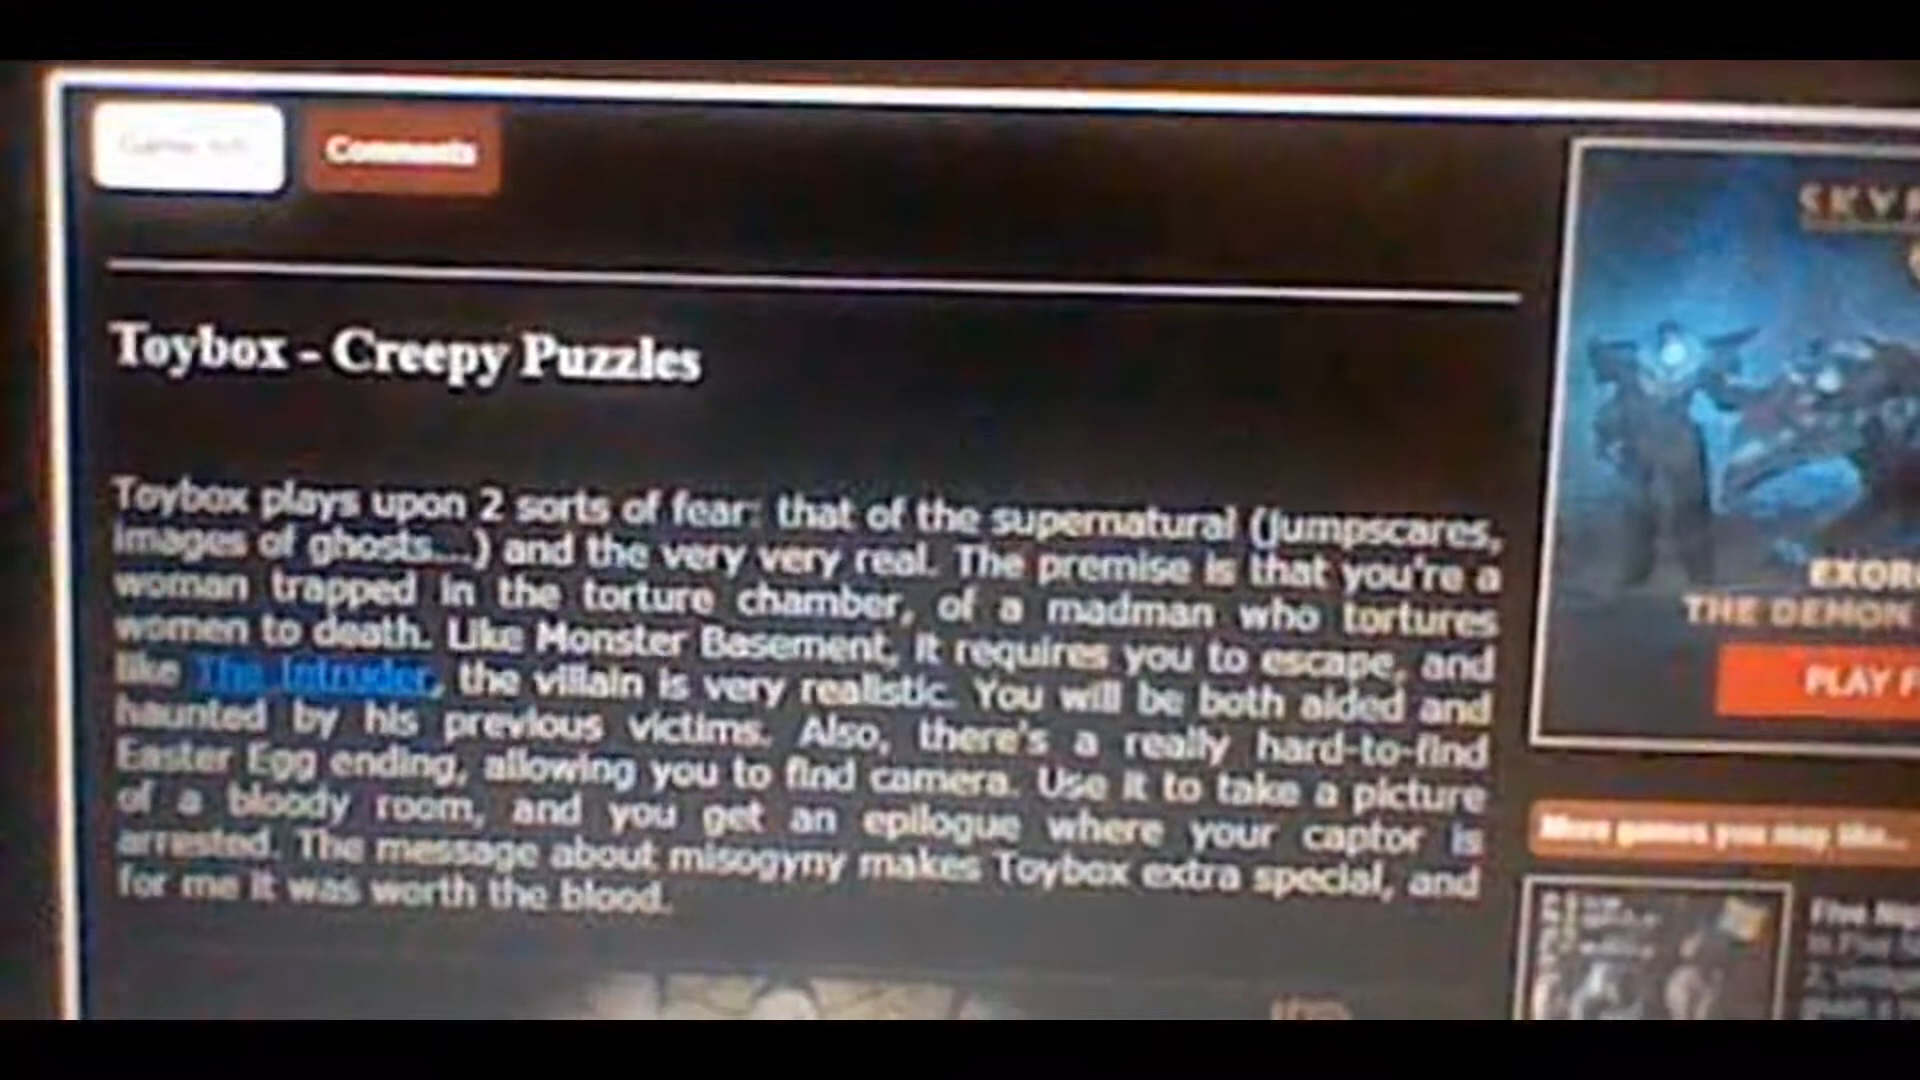 Comments
SKYR
Toybox - Creepy Puzzles
Toybox plays upon 2 sorts of fear: that of the supernatural (jumpscares,
images of ghosts...) and the very very real. The premise is that you're a
woman trapped in the torture chamber, of a madman who tortures
women to death. Like Monster Basement, it requires you to escape, and
like The Intruder, the villain is very realistic. You will be both aided and
haunted by his previous victims. Also, there's a really hard-to-find
Easter Egg ending, allowing you to find camera. Use it to take a picture
of a bloody room, and you get an epilogue where your captor is
arrested. The message about misogyny makes Toybox extra special, and
for me it was worth the blood.
EXOR
THE DEMON
PLAY F
More games you may like...
Five Nig